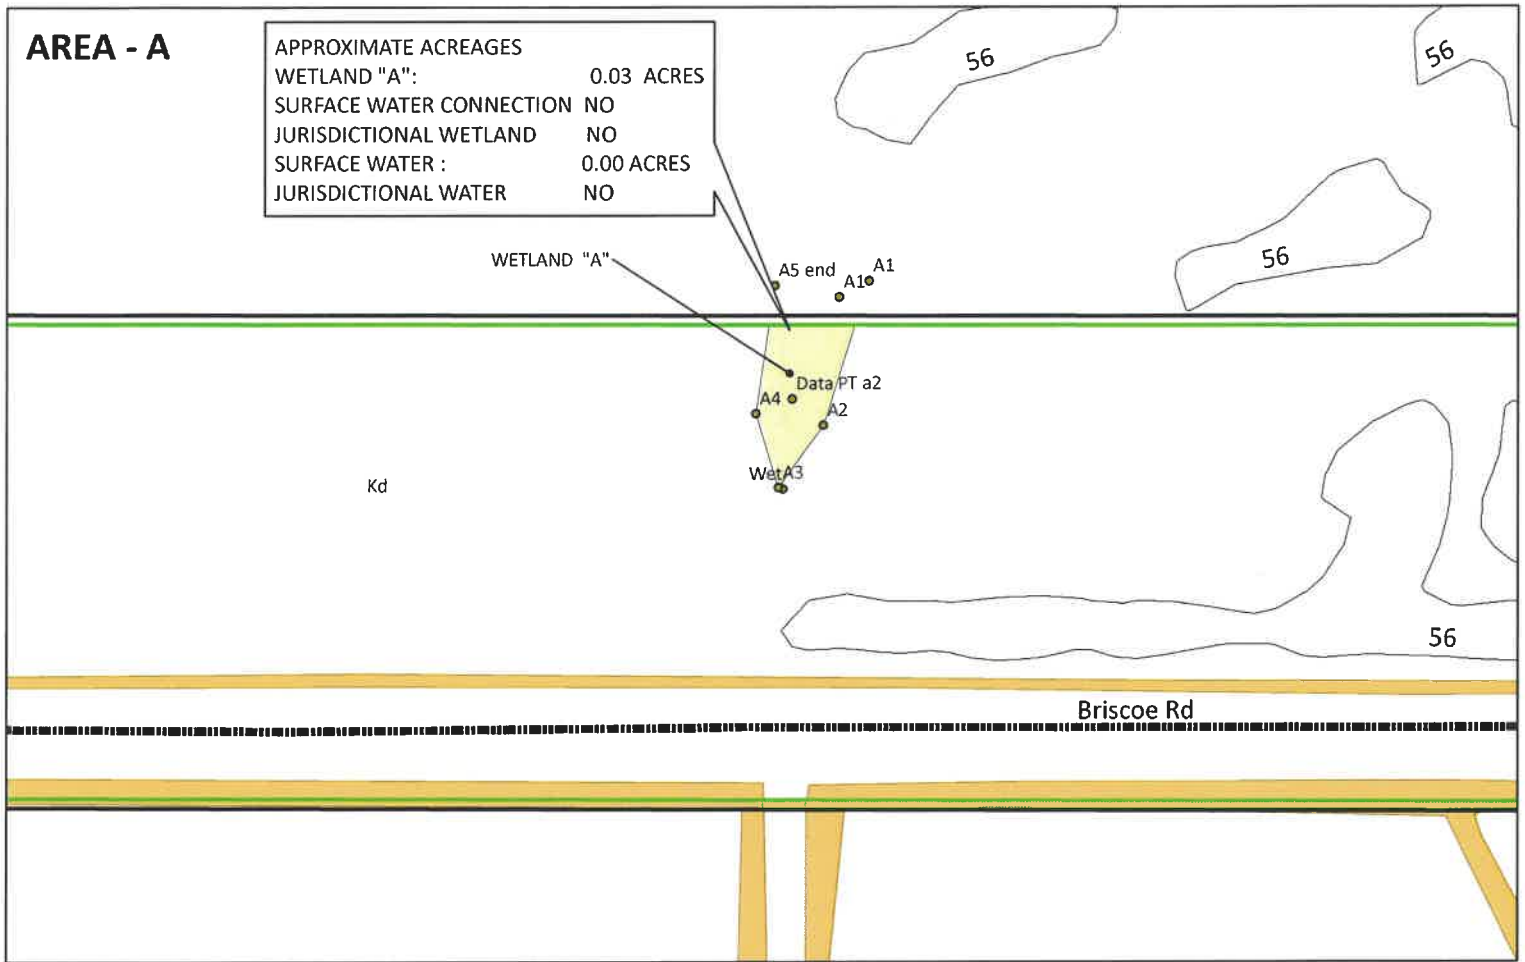 AREA - A
APPROXIMATE ACREAGES
WETLAND "A": 0.03 ACRES
SURFACE WATER CONNECTION NO
JURISDICTIONAL WETLAND NO
SURFACE WATER : 0.00 ACRES
JURISDICTIONAL WATER NO
56
56
56
WETLAND "A"
A5 end
A1
A1
Data PT a2
A4
A2
WetA3
Kd
56
Briscoe Rd